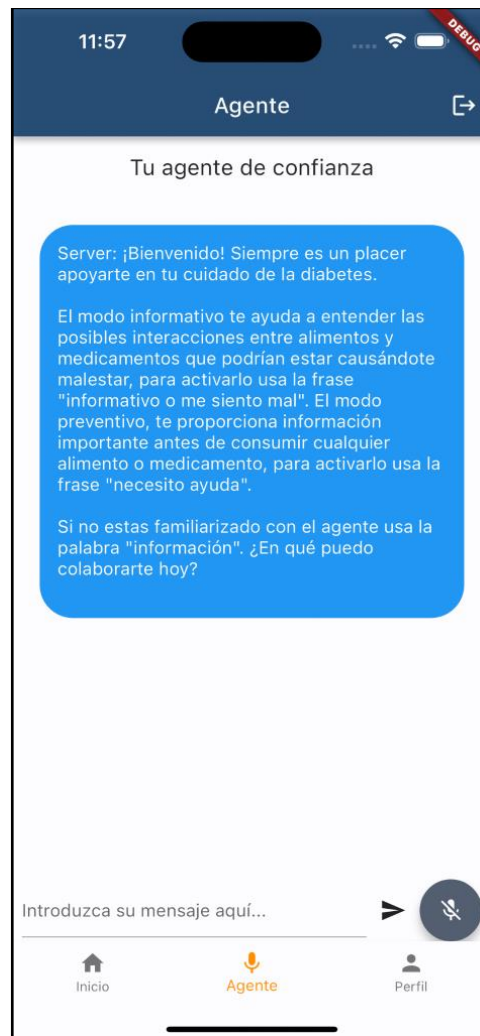 11:57
DEBUG
Agente
Tu agente de confianza
Server: ¡Bienvenido! Siempre es un placer
apoyarte en tu cuidado de la diabetes.
El modo informativo te ayuda a entender las
posibles interacciones entre alimentos y
medicamentos que podrían estar causándote
malestar, para activarlo usa la frase
"informativo o me siento mal". El modo
preventivo, te proporciona información
importante antes de consumir cualquier
alimento o medicamento, para activarlo usa la
frase "necesito ayuda".
Si no estas familiarizado con el agente usa la
palabra "información". ¿En qué puedo
colaborarte hoy?
Introduzca su mensaje aquí...
Inicio
Agente
Perfil